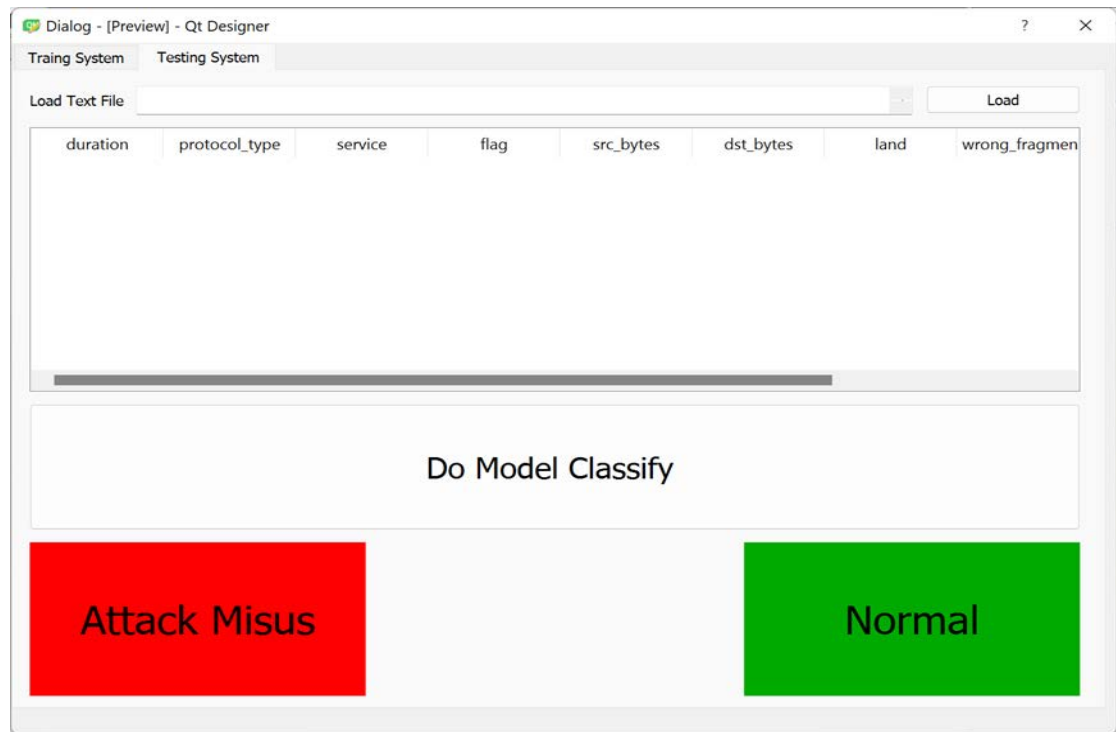 Dialog - [Preview] - Qt Designer
Traing System Testing System
Load Text File Load
duration protocol_type service flag src_bytes dst_bytes land wrong_fragmen
Do Model Classify
Attack Misus Normal